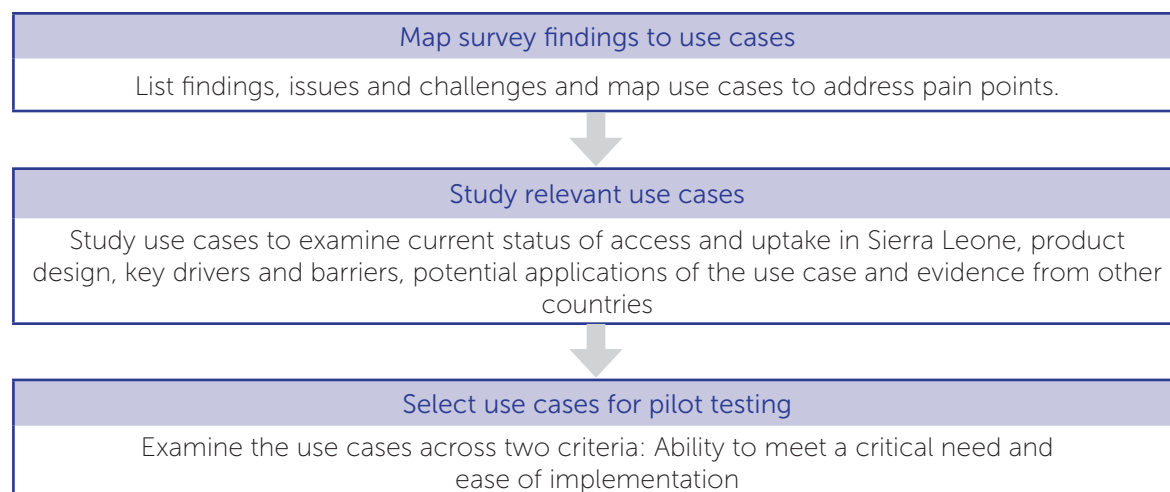 Map survey findings to use cases
List findings, issues and challenges and map use cases to address pain points.
Study relevant use cases
Study use cases to examine current status of access and uptake in Sierra Leone, product
design, key drivers and barriers, potential applications of the use case and evidence from other
countries
Select use cases for pilot testing
Examine the use cases across two criteria: Ability to meet a critical need and
ease of implementation